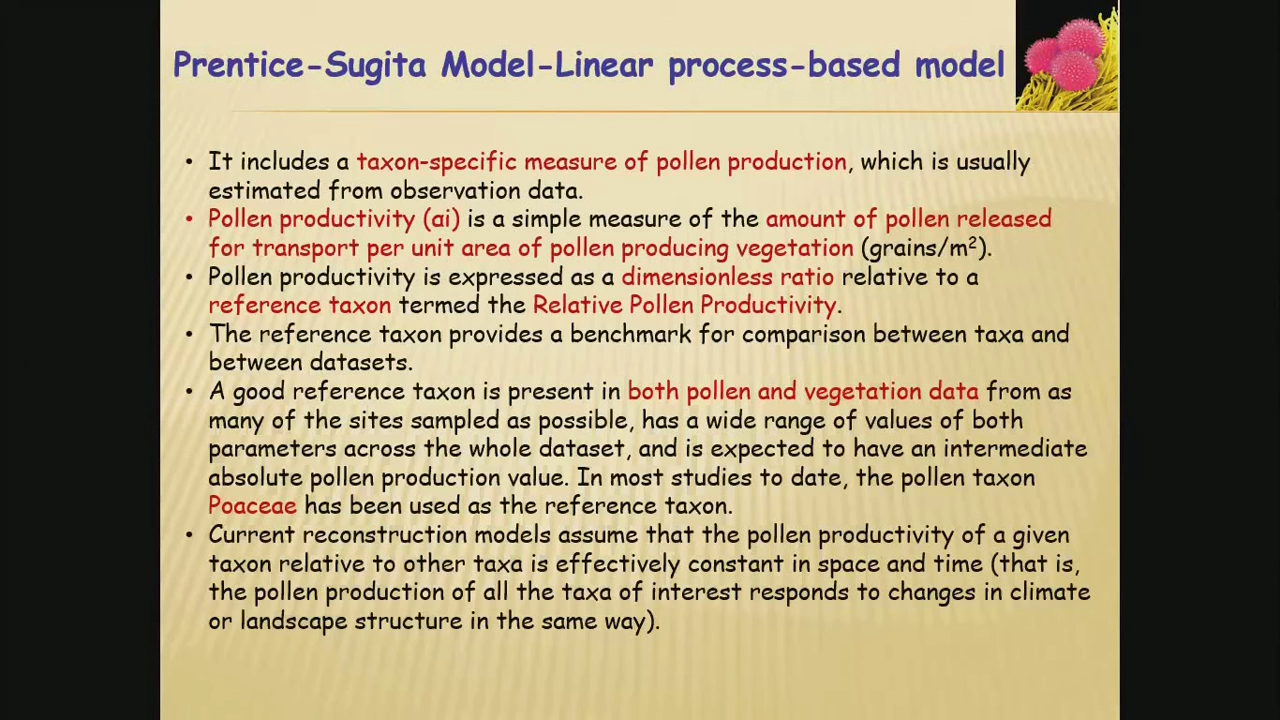 Prentice-Sugita Model-Linear process-based model
• It includes a taxon-specific measure of pollen production, which is usually
estimated from observation data.
• Pollen productivity (ai) is a simple measure of the amount of pollen released
for transport per unit area of pollen producing vegetation (grains/m²).
• Pollen productivity is expressed as a dimensionless ratio relative to a
reference taxon termed the Relative Pollen Productivity.
• The reference taxon provides a benchmark for comparison between taxa and
between datasets.
• A good reference taxon is present in both pollen and vegetation data from as
many of the sites sampled as possible, has a wide range of values of both
parameters across the whole dataset, and is expected to have an intermediate
absolute pollen production value. In most studies to date, the pollen taxon
Poaceae has been used as the reference taxon.
• Current reconstruction models assume that the pollen productivity of a given
taxon relative to other taxa is effectively constant in space and time (that is,
the pollen production of all the taxa of interest responds to changes in climate
or landscape structure in the same way).